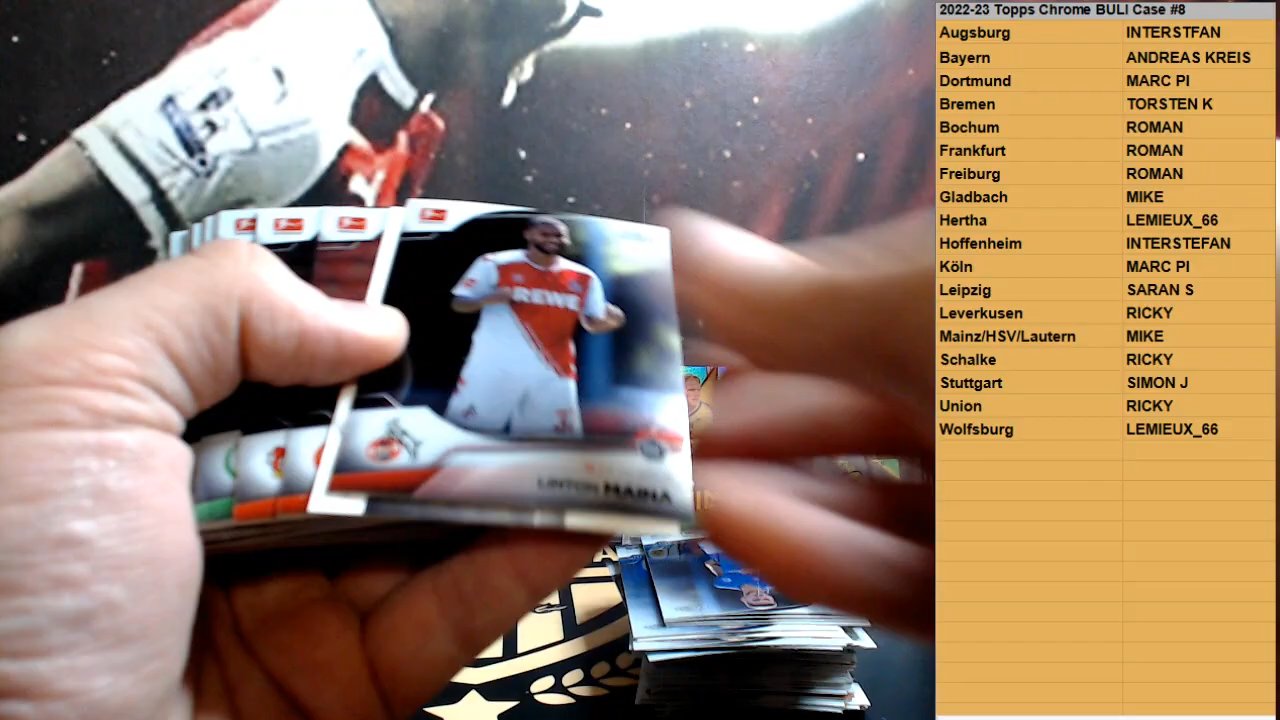 2022-23 Topps Chrome BULI Case #8
Augsburg INTERSTFAN
Bayern ANDREAS KREIS
Dortmund MARC PI
Bremen TORSTEN K
Bochum ROMAN
Frankfurt ROMAN
Freiburg ROMAN
Gladbach MIKE
Hertha LEMIEUX_66
Hoffenheim INTERSTEFAN
Köln MARC PI
Leipzig SARAN S
Leverkusen RICKY
Mainz/HSV/Lautern MIKE
Schalke RICKY
Stuttgart SIMON J
Union RICKY
Wolfsburg LEMIEUX_66
REWE
LINTON MAINA